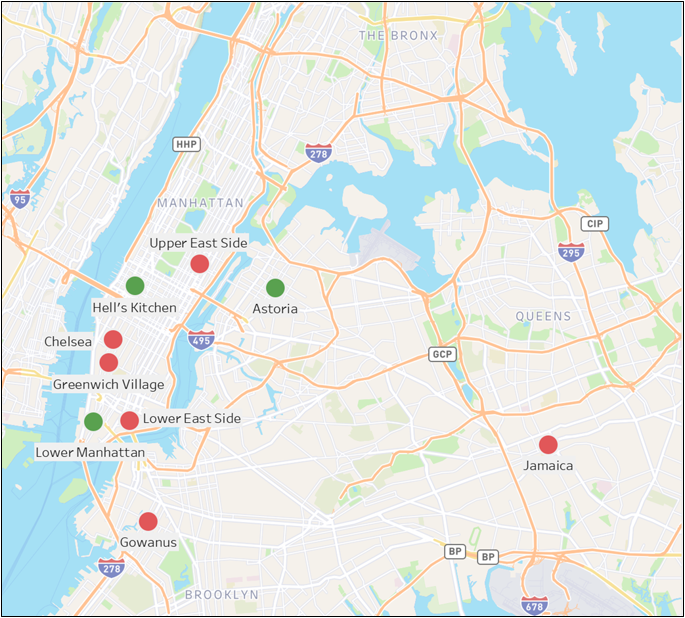 THE BRONX
HHP
278
95
MANHATTAN
CIP
Upper East Side
295
Hell's Kitchen
Astoria
QUEENS
Chelsea
495
GCP
Greenwich Village
Lower East Side
Lower Manhattan
Jamaica
Gowanus
BP
BP
278
BROOKLYN
678